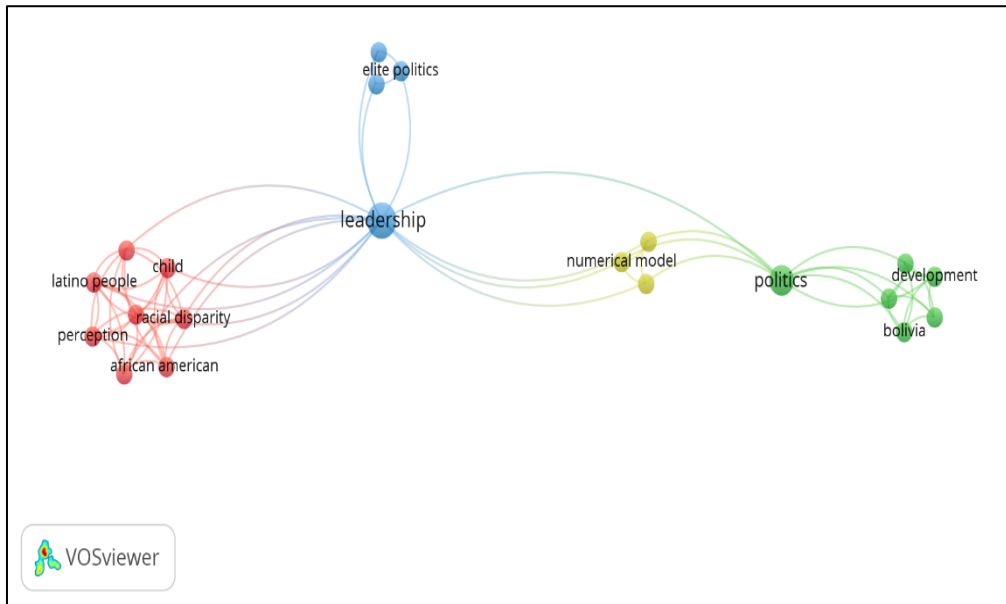 elite politics
leadership
child
latino people
racial disparity
perception
african american
numerical model
politics
development
bolivia
VOSviewer